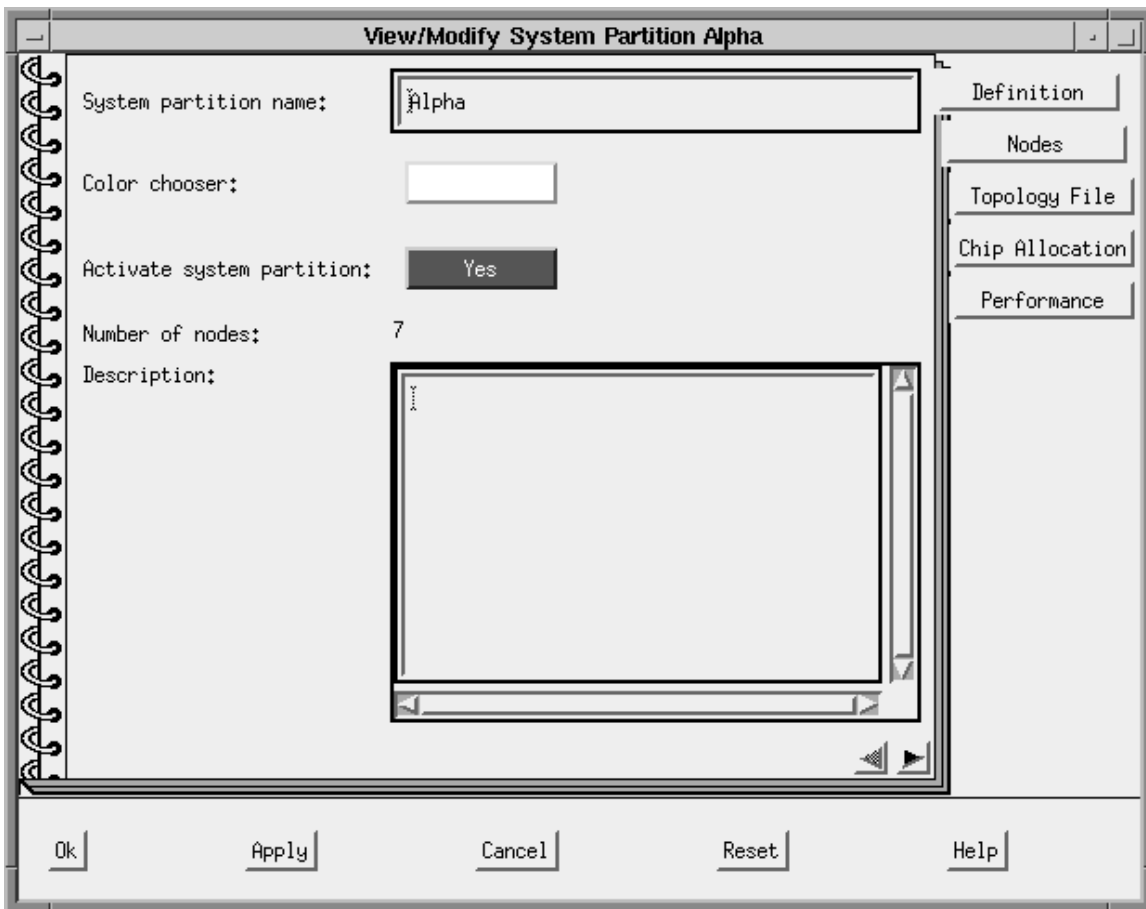 View/Modify System Partition Alpha
System partition name: Alpha
Color chooser:
Activate system partition: Yes
Number of nodes: 7
Description:
Definition
Nodes
Topology File
Chip Allocation
Performance
Ok Apply Cancel Reset Help